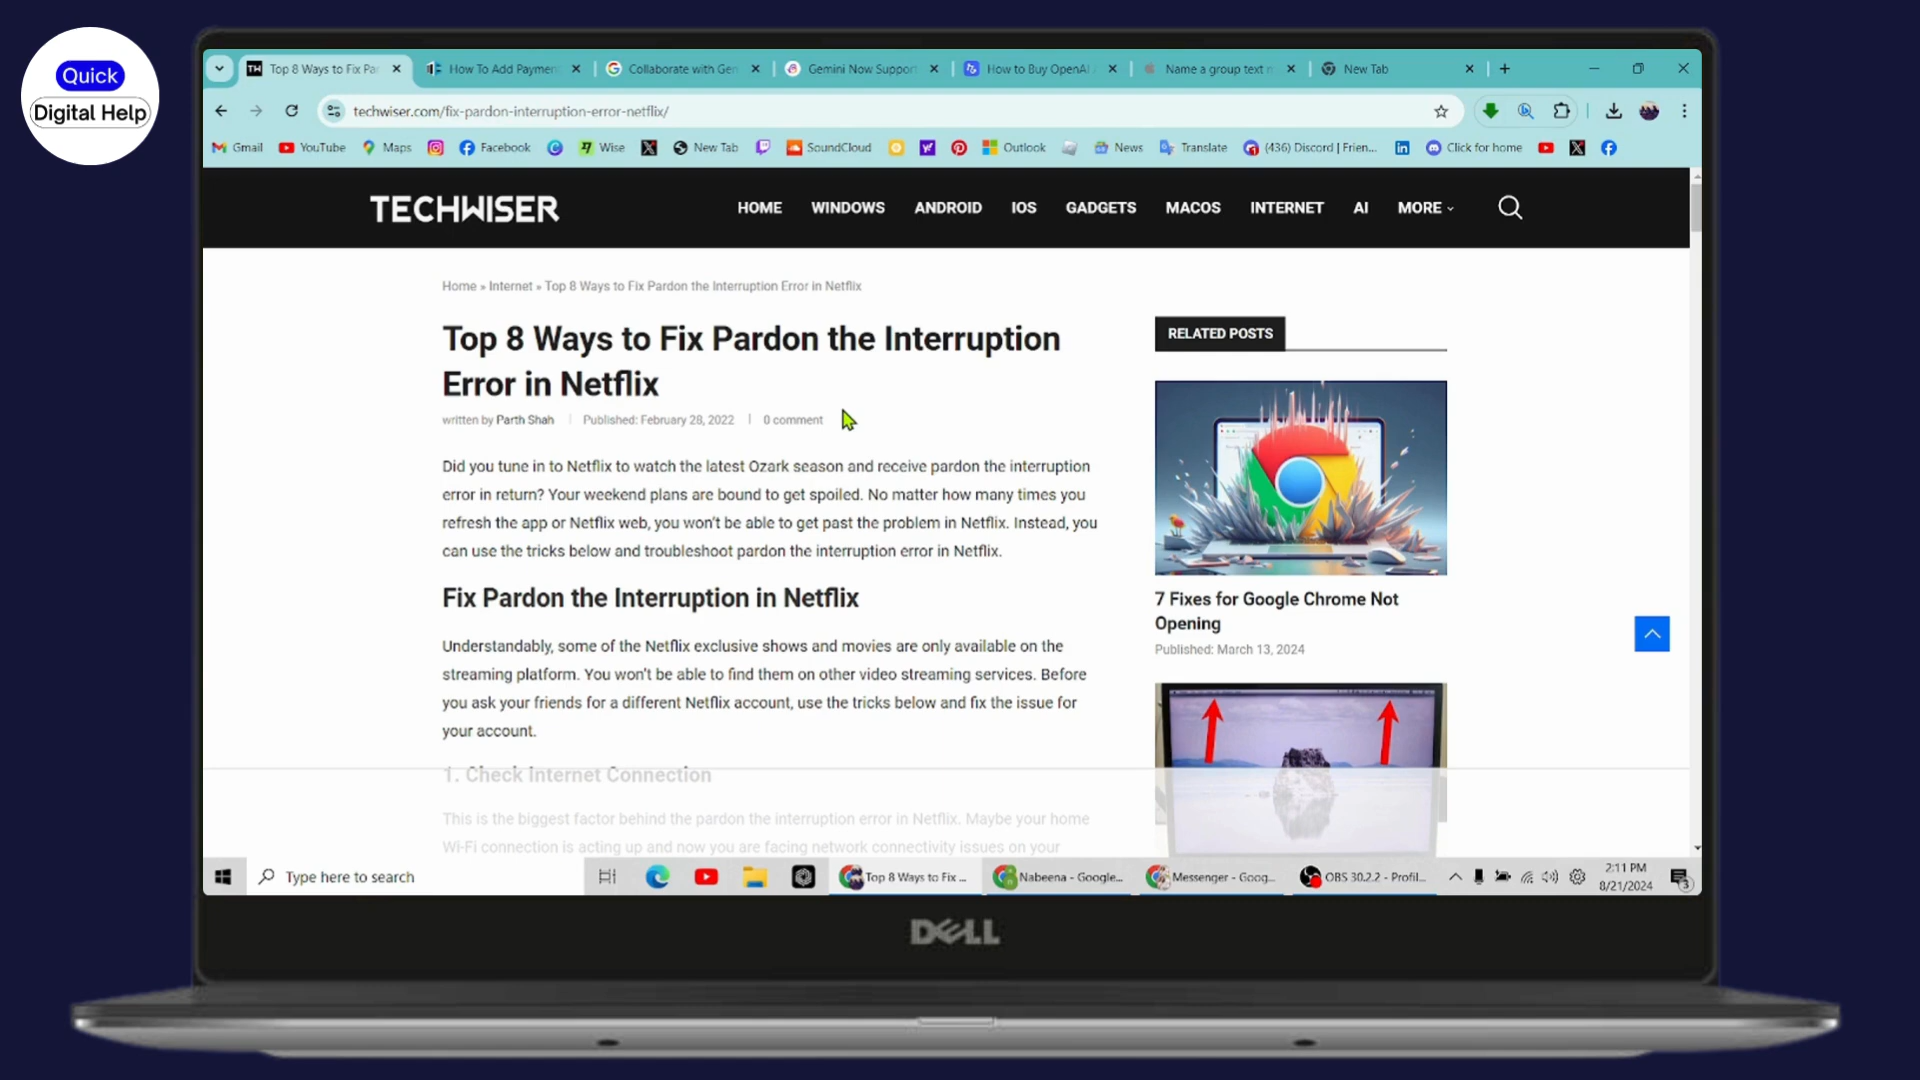 Quick
Digital Help
Top 8 Ways to Fix Pa
How To Add Paymen
Collaborate with Ge
Gemini Now Suppor
How to Buy OpenAI
Name a group text
New Tab
techwiser.com/fix-pardon-interruption-error-netflix/
Gmail
YouTube
Maps
Facebook
Wise
New Tab
SoundCloud
Outlook
News
Translate
(436) Discord | Frien...
Click for home
TECHWISER
HOME
WINDOWS
ANDROID
IOS
GADGETS
MACOS
INTERNET
AI
MORE
Home » Internet » Top 8 Ways to Fix Pardon the Interruption Error in Netflix
Top 8 Ways to Fix Pardon the Interruption
Error in Netflix
written by Parth Shah
Published: February 28, 2022
0 comment
Did you tune in to Netflix to watch the latest Ozark season and receive pardon the interruption
error in return? Your weekend plans are bound to get spoiled. No matter how many times you
refresh the app or Netflix web, you won't be able to get past the problem in Netflix. Instead, you
can use the tricks below and troubleshoot pardon the interruption error in Netflix.
Fix Pardon the Interruption in Netflix
Understandably, some of the Netflix exclusive shows and movies are only available on the
streaming platform. You won't be able to find them on other video streaming services. Before
you ask your friends for a different Netflix account, use the tricks below and fix the issue for
your account.
1. Check Internet Connection
This is the biggest factor behind the pardon the interruption error in Netflix. Maybe your home
Wi-Fi connection is acting up and now you are facing network connectivity issues on your
RELATED POSTS
7 Fixes for Google Chrome Not
Opening
Published: March 13, 2024
Type here to search
Top 8 Ways to Fix ...
Nabeena - Google...
Messenger - Goog...
OBS 30.2.2 - Profil...
2:11 PM
8/21/2024
3
DELL